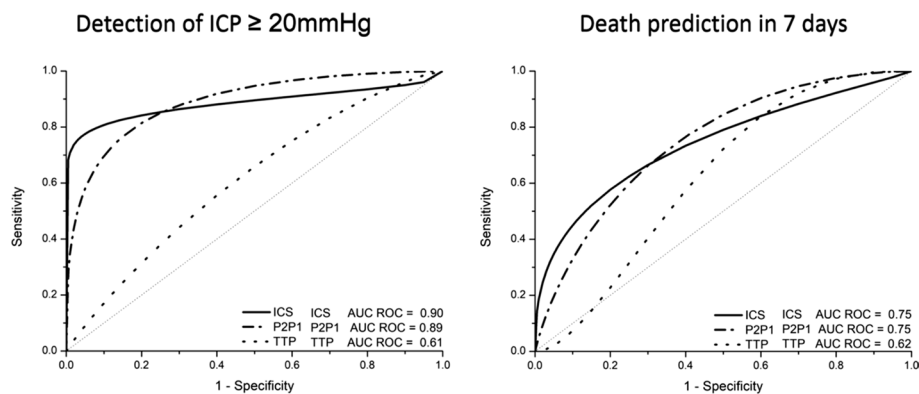 Detection of ICP ≥ 20mmHg
1.0
0.8
0.6
0.4
0.2
0.0
Sensitivity
ICS ICS AUC ROC = 0.90
P2P1 P2P1 AUC ROC = 0.89
TTP TTP AUC ROC = 0.61
0.0 0.2 0.4 0.6 0.8 1.0
1 - Specificity
Death prediction in 7 days
1.0
0.8
0.6
0.4
0.2
0.0
Sensitivity
ICS ICS AUC ROC = 0.75
P2P1 P2P1 AUC ROC = 0.75
TTP TTP AUC ROC = 0.62
0.0 0.2 0.4 0.6 0.8 1.0
1 - Specificity